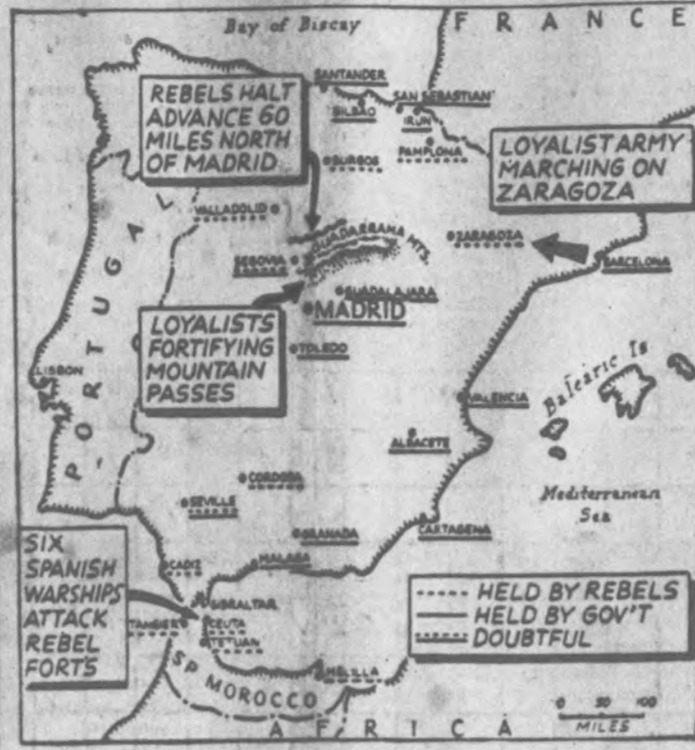 Bay of Biscay
FRANCE
SANTANDER
SAN SEBASTIAN
BILBAO
IRUN
PAMPLONA
REBELS HALT
ADVANCE 60
MILES NORTH
OF MADRID
BURGOS
LOYALIST ARMY
MARCHING ON
ZARAGOZA
VALLADOLID
GUADARRAMA MTS.
SEGOVIA
ZARAGOZA
BARCELONA
PORTUGAL
GUADALAJARA
MADRID
LOYALISTS
FORTIFYING
MOUNTAIN
PASSES
TOLEDO
LISBON
Balearic Is
VALENCIA
ALBACETE
CORDOBA
SEVILLE
Mediterranean
Sea
GRANADA
CARTAGENA
SIX
SPANISH
WARSHIPS
ATTACK
REBEL
FORTS
CADIZ
MALAGA
GIBRALTAR
TANGIER
CEUTA
TETUAN
SP. MOROCCO
MELILLA
HELD BY REBELS
HELD BY GOV'T
DOUBTFUL
0 50 100
MILES
AFRICA